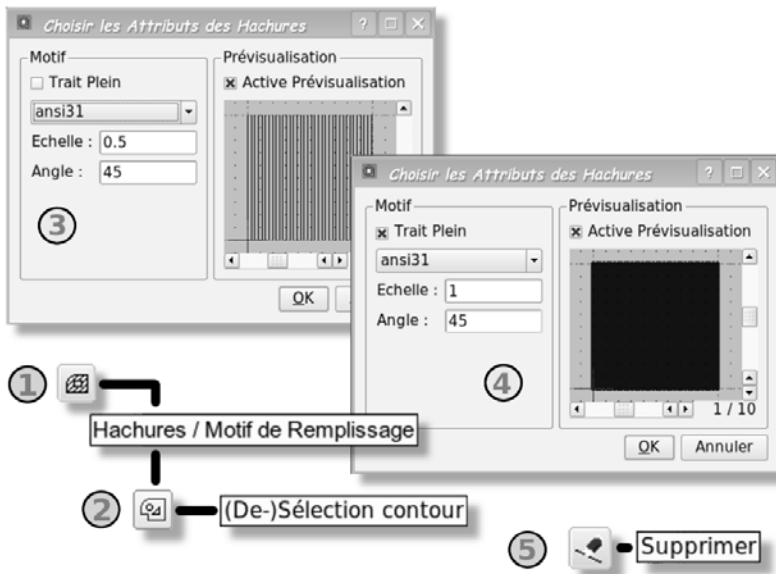 Choisir les Attributs des Hachures
Motif
Trait Plein
ansi31
Echelle : 0.5
Angle : 45
3
Prévisualisation
Active Prévisualisation
OK
Choisir les Attributs des Hachures
Motif
Trait Plein
ansi31
Echelle : 1
Angle : 45
4
Prévisualisation
Active Prévisualisation
1 / 10
OK Annuler
1
Hachures / Motif de Remplissage
2 (De-)Sélection contour
5 Supprimer